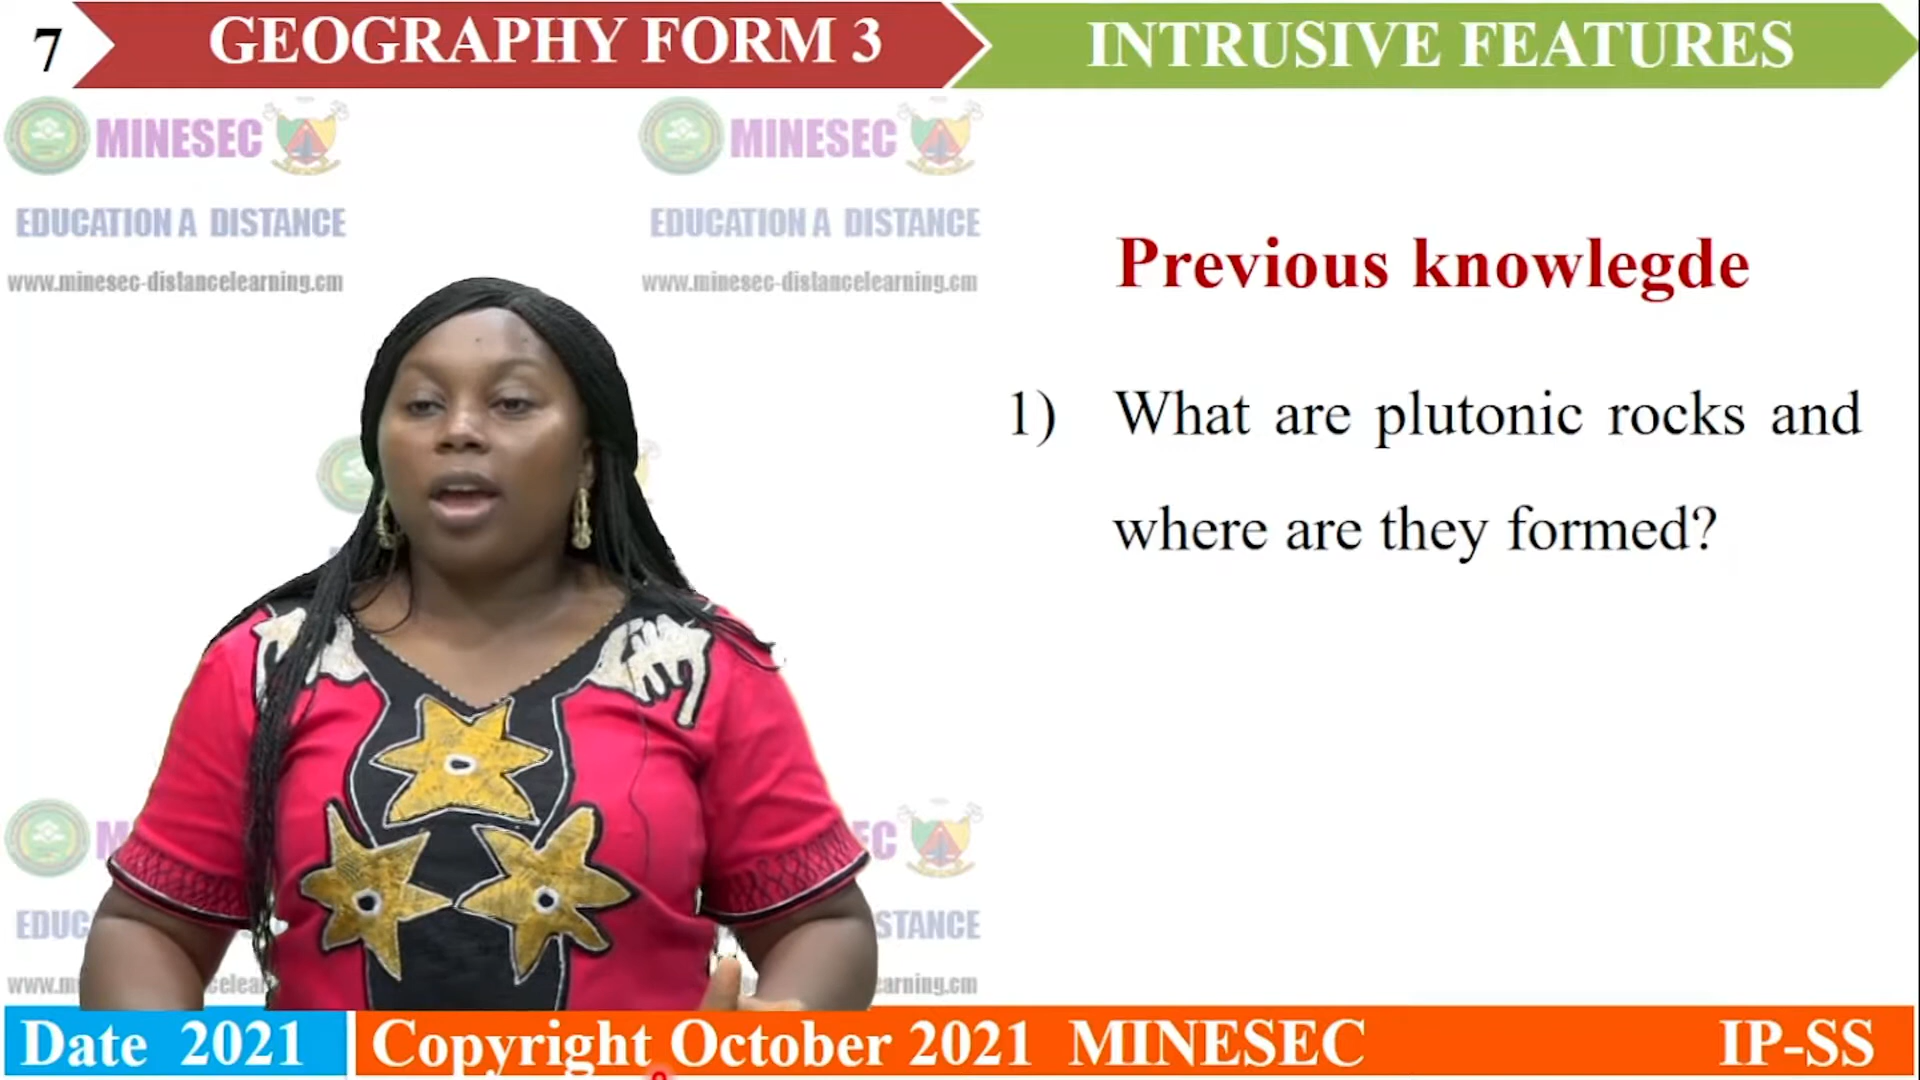 7 GEOGRAPHY FORM 3 INTRUSIVE FEATURES
MINESEC MINESEC
EDUCATION A DISTANCE EDUCATION A DISTANCE
www.minesec-distancelearning.cm www.minesec-distancelearning.cm
Previous knowlegde
1) What are plutonic rocks and
where are they formed?
Date 2021 Copyright October 2021 MINESEC IP-SS